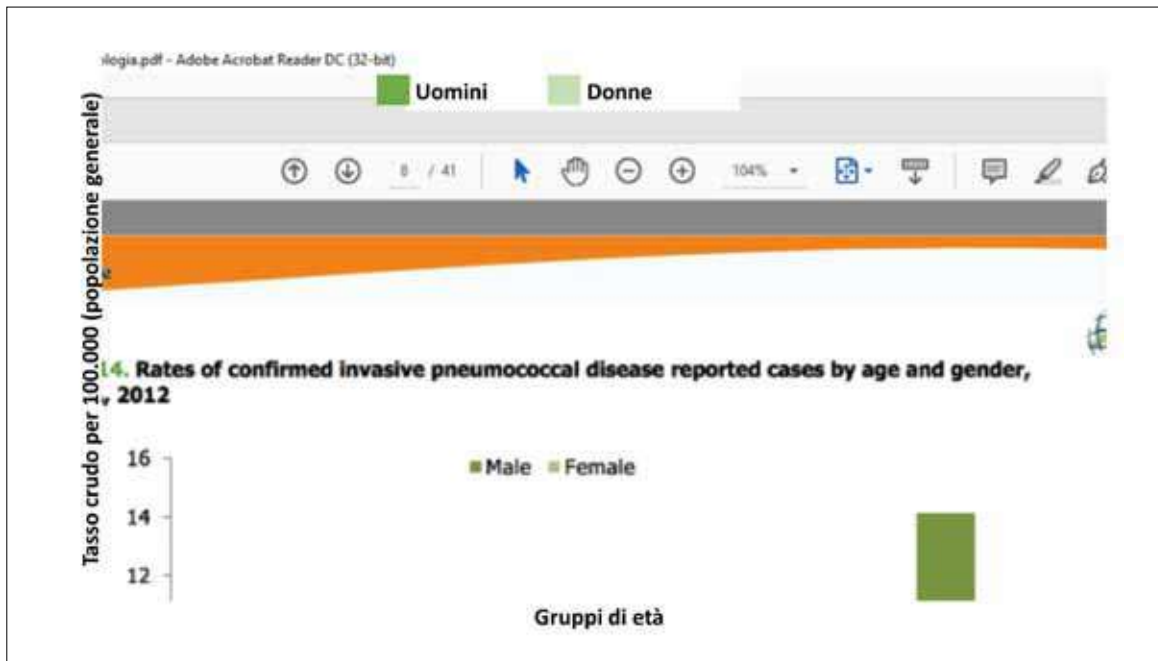 ologia.pdf - Adobe Acrobat Reader DC (32-bit)
Uomini Donne
8 / 41 104%
Tasso crudo per 100.000 (popolazione generale)
14. Rates of confirmed invasive pneumococcal disease reported cases by age and gender,
, 2012
Male Female
16
14
12
Gruppi di età